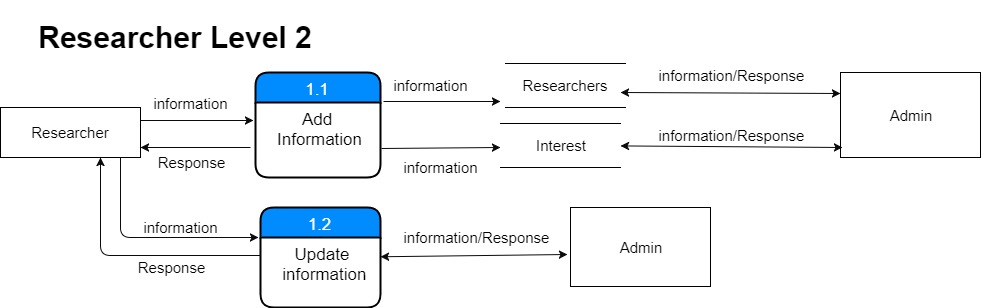 Researcher Level 2
1.1
Add
Information
information
Response
Researcher
information
information
Researchers
Interest
information/Response
information/Response
Admin
1.2
Update
information
information
Response
information/Response
Admin